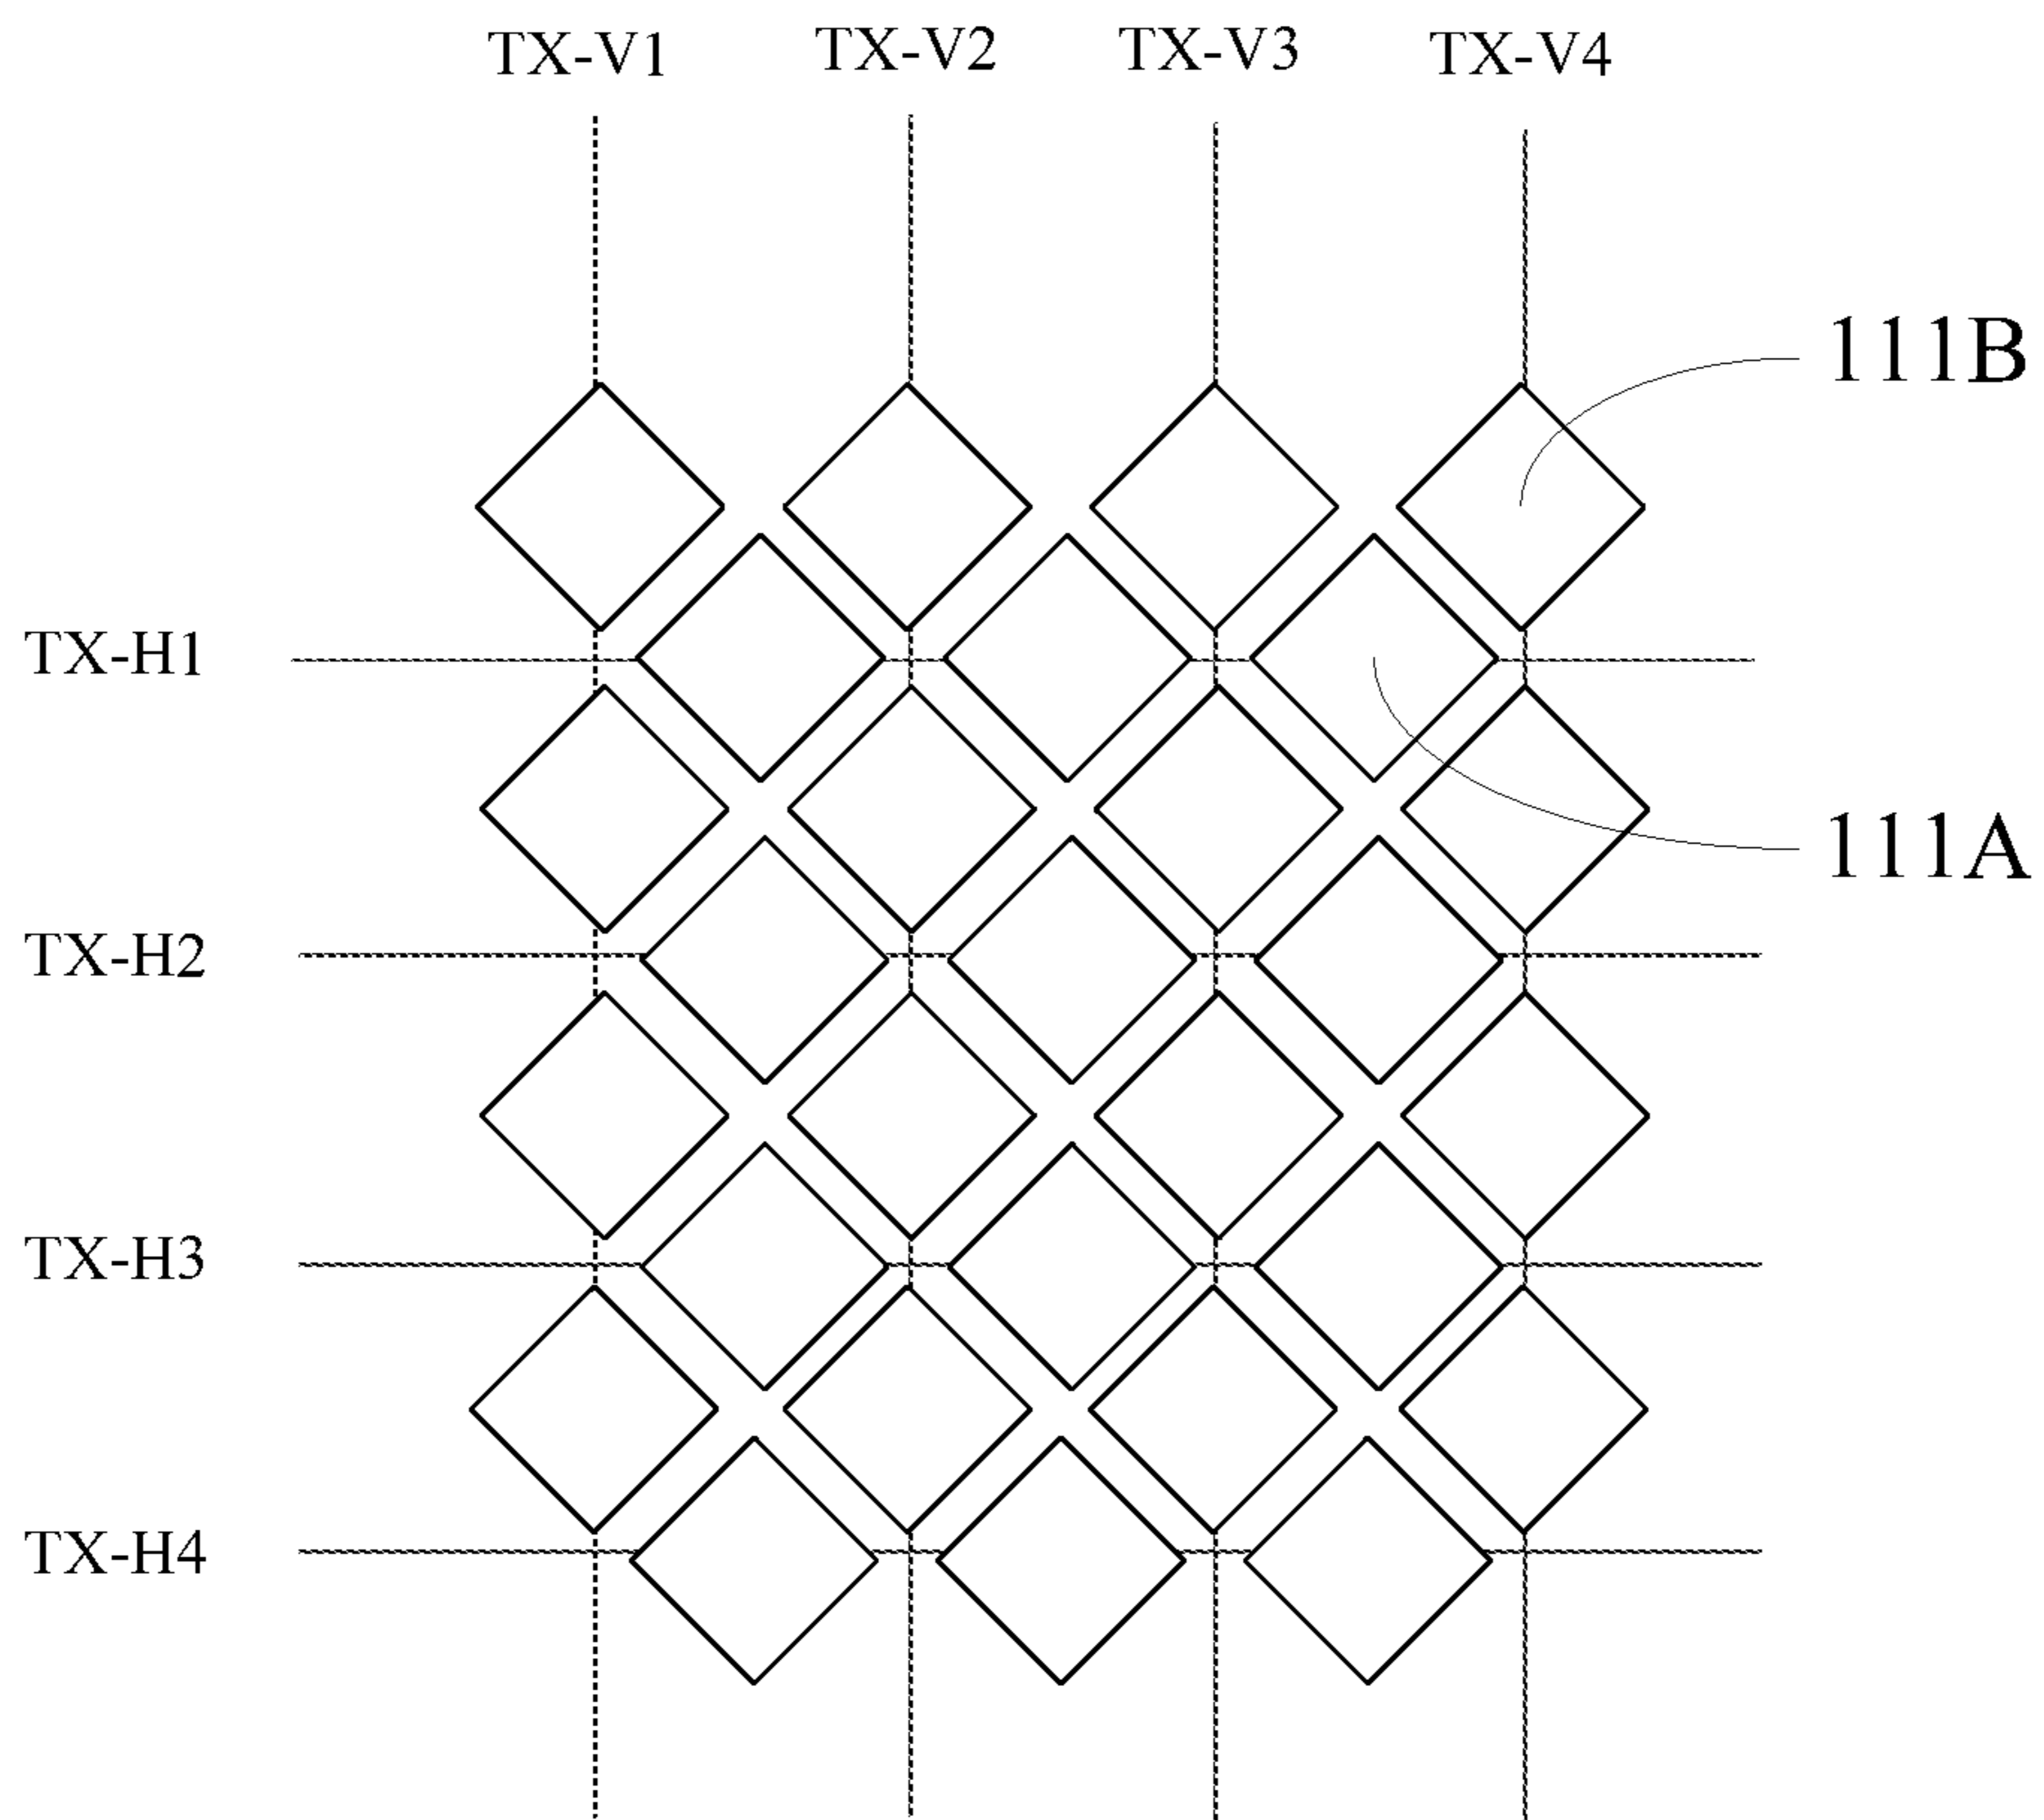 TX-V1 TX-V2 TX-V3 TX-V4
111B
TX-H1
111A
TX-H2
TX-H3
TX-H4